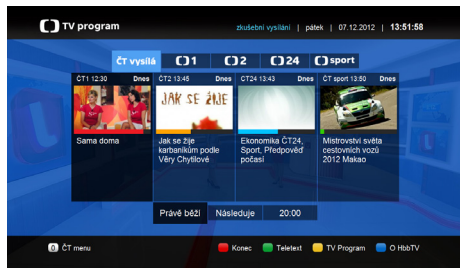 TV program
zkušební vysílání | pátek | 07.12.2012 | 13:51:58
ČT vysílá 1 2 24 sport
ČT1 12:30 Dnes ČT2 13:45 Dnes ČT24 13:43 Dnes ČT sport 13:50 Dnes
JAK SE ŽIJE
Sama doma Jak se žije Ekonomika ČT24, Mistrovství světa
karbaníkům podle Sport, Předpověď cestovních vozů
Věry Chytilové počasí 2012 Makao
Právě běží Následuje 20:00
0 ČT menu Konec Teletext TV Program O HbbTV